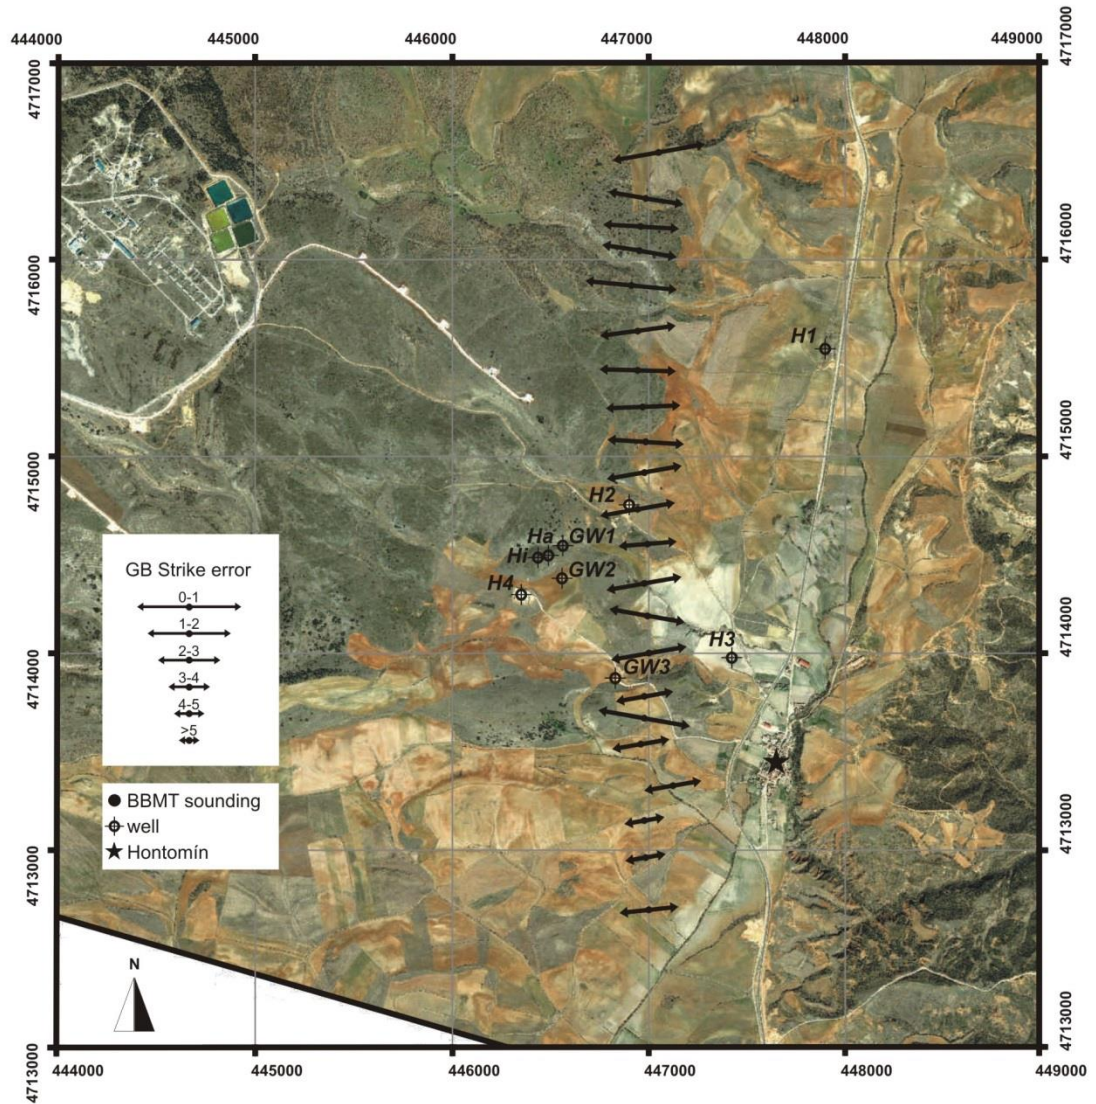 444000 445000 446000 447000 448000 449000
4717000 4717000
4716000 4716000
H1
4715000 4715000
H2
Ha GW1
Hi
GW2
H4
GB Strike error
0-1
1-2
2-3
3-4
4-5
>5
4714000 4714000
H3
GW3
BBMT sounding
well
Hontomín
4713000 4713000
N
4713000 4713000
444000 445000 446000 447000 448000 449000